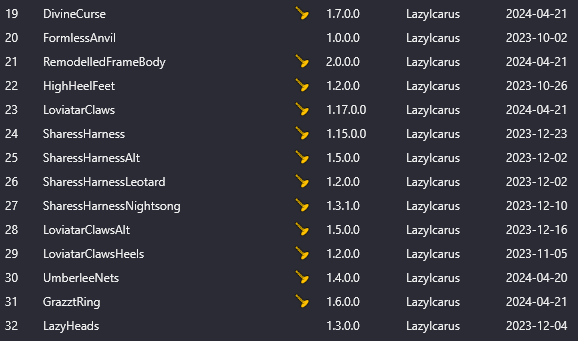 19 DivineCurse 1.7.0.0 LazyIcarus 2024-04-21
20 FormlessAnvil 1.0.0.0 LazyIcarus 2023-10-02
21 RemodelledFrameBody 2.0.0.0 LazyIcarus 2024-04-21
22 HighHeelFeet 1.2.0.0 LazyIcarus 2023-10-26
23 LoviatarClaws 1.17.0.0 LazyIcarus 2024-04-21
24 SharessHarness 1.15.0.0 LazyIcarus 2023-12-23
25 SharessHarnessAlt 1.5.0.0 LazyIcarus 2023-12-02
26 SharessHarnessLeotard 1.2.0.0 LazyIcarus 2023-12-02
27 SharessHarnessNightsong 1.3.1.0 LazyIcarus 2023-12-10
28 LoviatarClawsAlt 1.5.0.0 LazyIcarus 2023-12-16
29 LoviatarClawsHeels 1.2.0.0 LazyIcarus 2023-11-05
30 UmberleeNets 1.4.0.0 LazyIcarus 2024-04-20
31 GrazztRing 1.6.0.0 LazyIcarus 2024-04-21
32 LazyHeads 1.3.0.0 LazyIcarus 2023-12-04